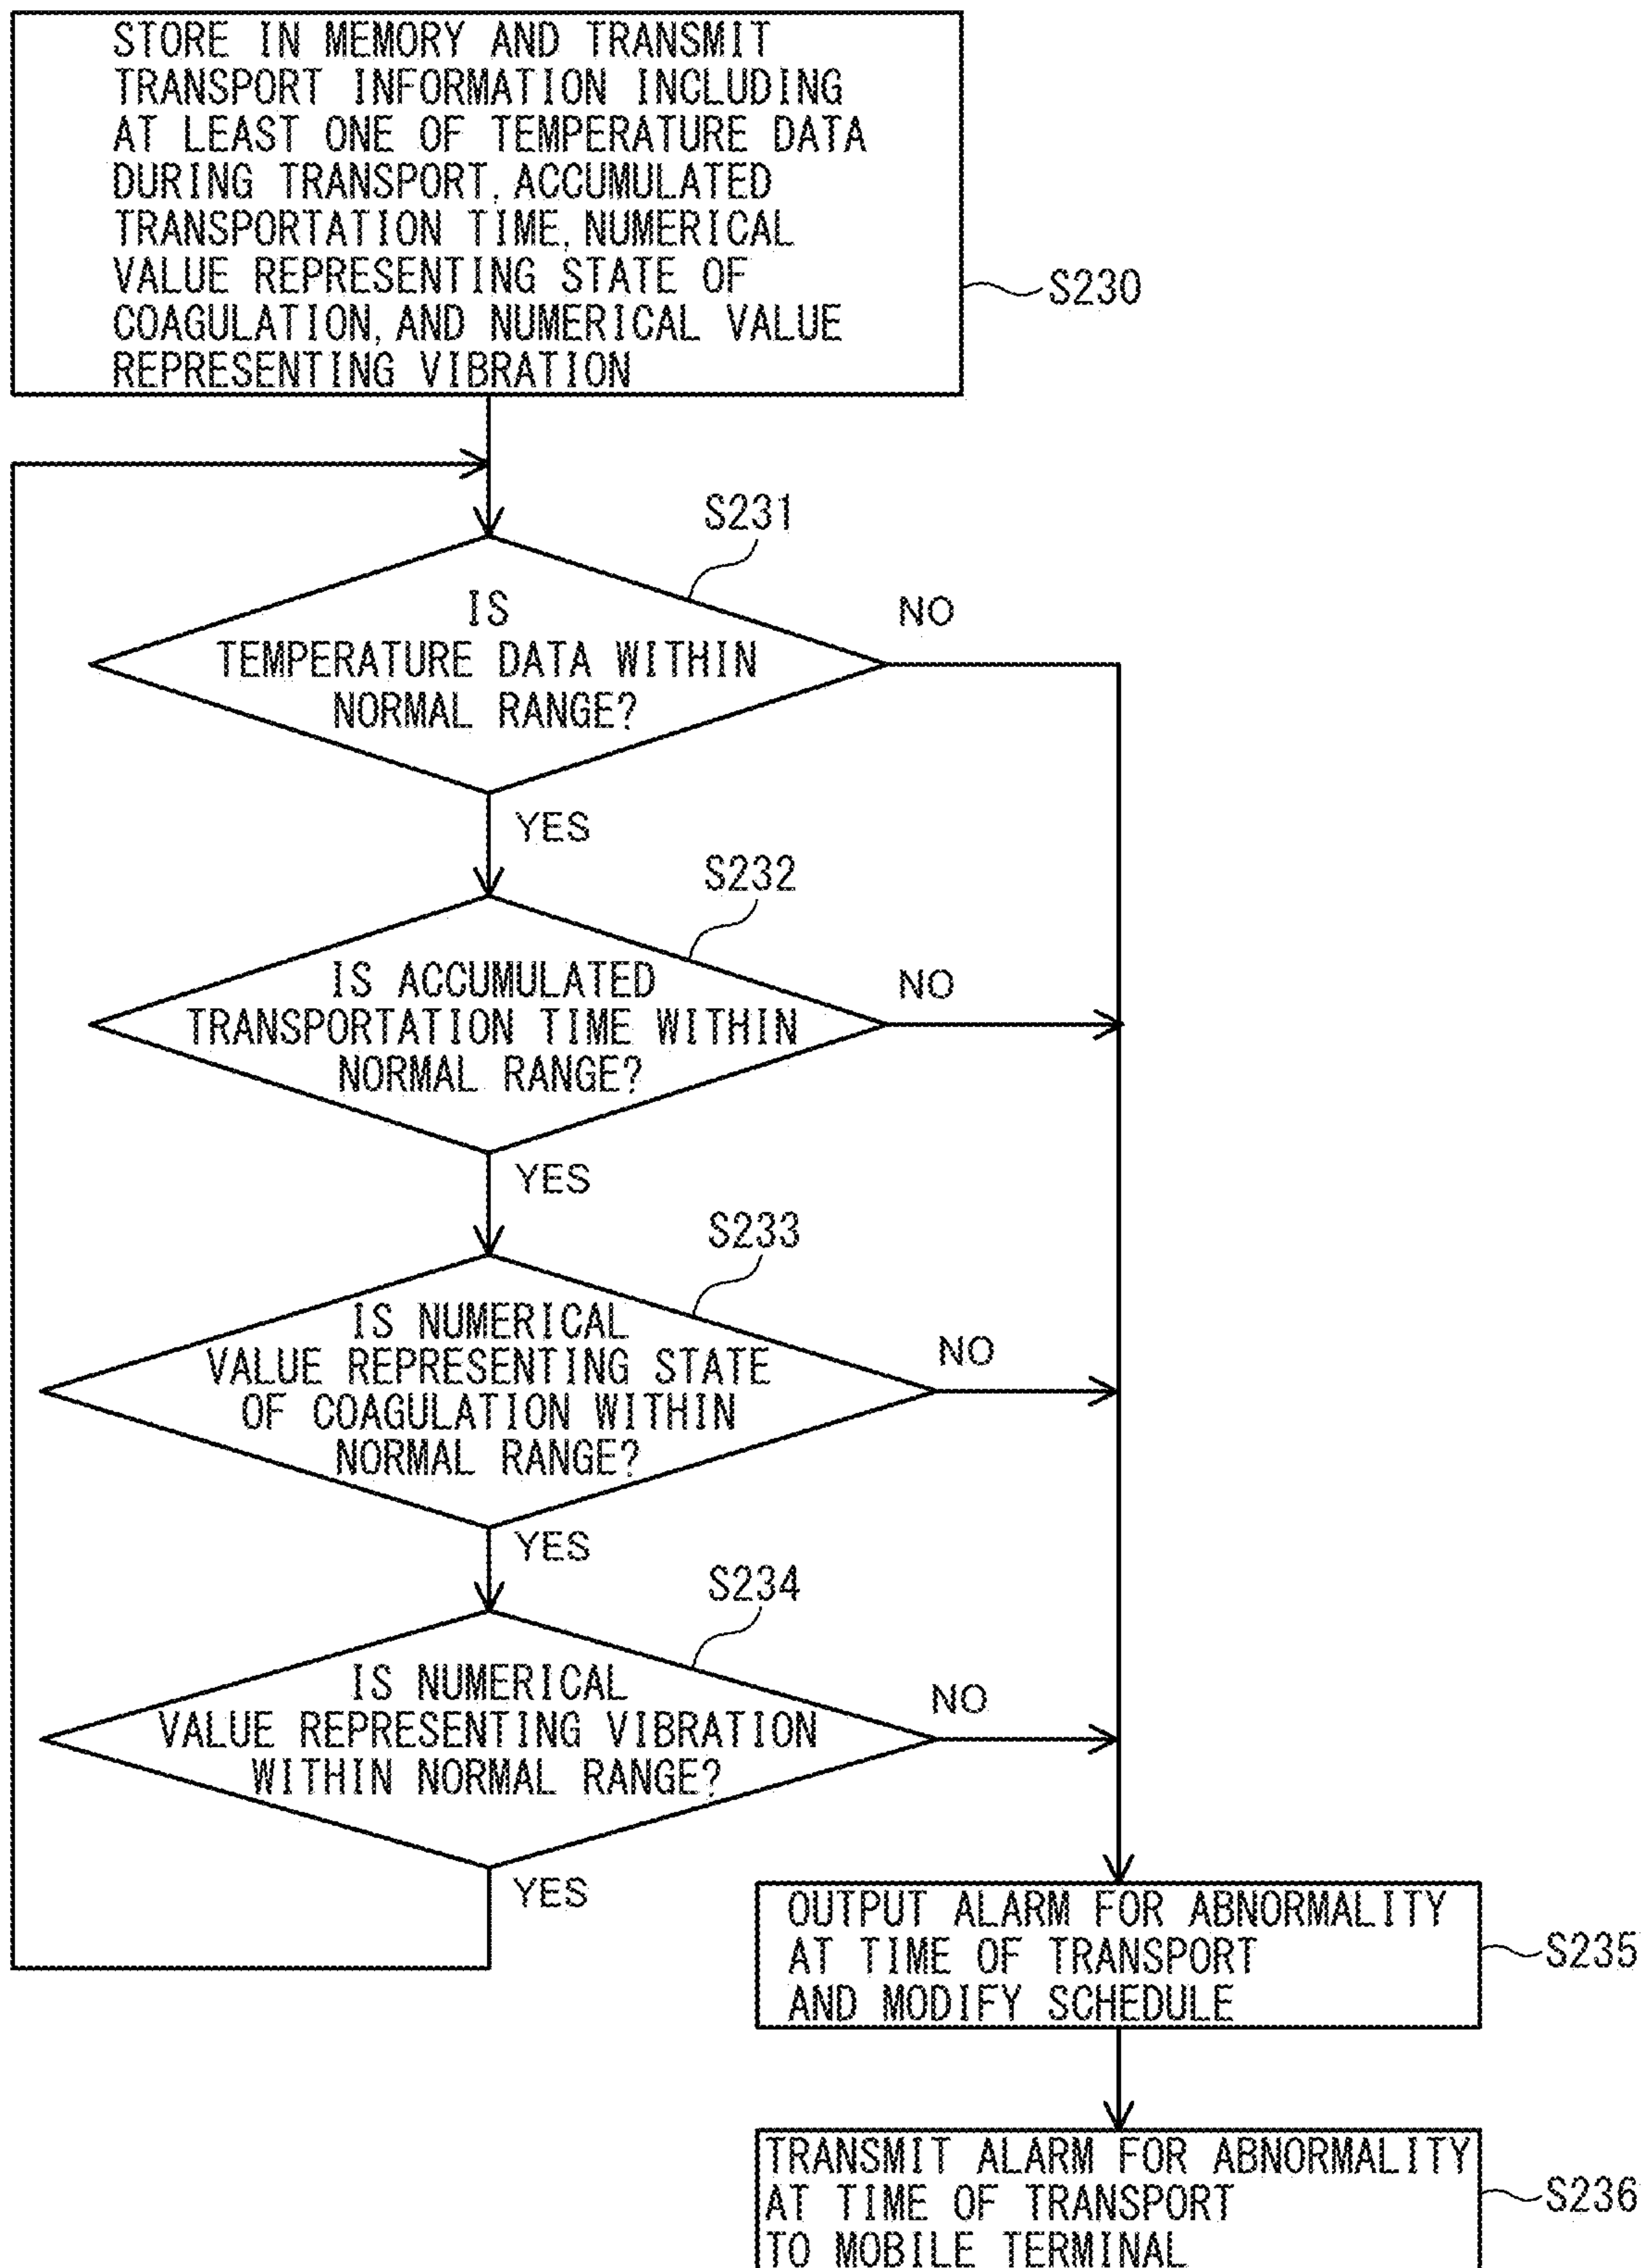 STORE IN MEMORY AND TRANSMIT
TRANSPORT INFORMATION INCLUDING
AT LEAST ONE OF TEMPERATURE DATA
DURING TRANSPORT, ACCUMULATED
TRANSPORTATION TIME, NUMERICAL
VALUE REPRESENTING STATE OF
COAGULATION, AND NUMERICAL VALUE
REPRESENTING VIBRATION
S230
S231
IS
TEMPERATURE DATA WITHIN
NORMAL RANGE?
NO
YES
S232
IS ACCUMULATED
TRANSPORTATION TIME WITHIN
NORMAL RANGE?
NO
YES
S233
IS NUMERICAL
VALUE REPRESENTING STATE
OF COAGULATION WITHIN
NORMAL RANGE?
NO
YES
S234
IS NUMERICAL
VALUE REPRESENTING VIBRATION
WITHIN NORMAL RANGE?
NO
YES
OUTPUT ALARM FOR ABNORMALITY
AT TIME OF TRANSPORT
AND MODIFY SCHEDULE
S235
TRANSMIT ALARM FOR ABNORMALITY
AT TIME OF TRANSPORT
TO MOBILE TERMINAL
S236